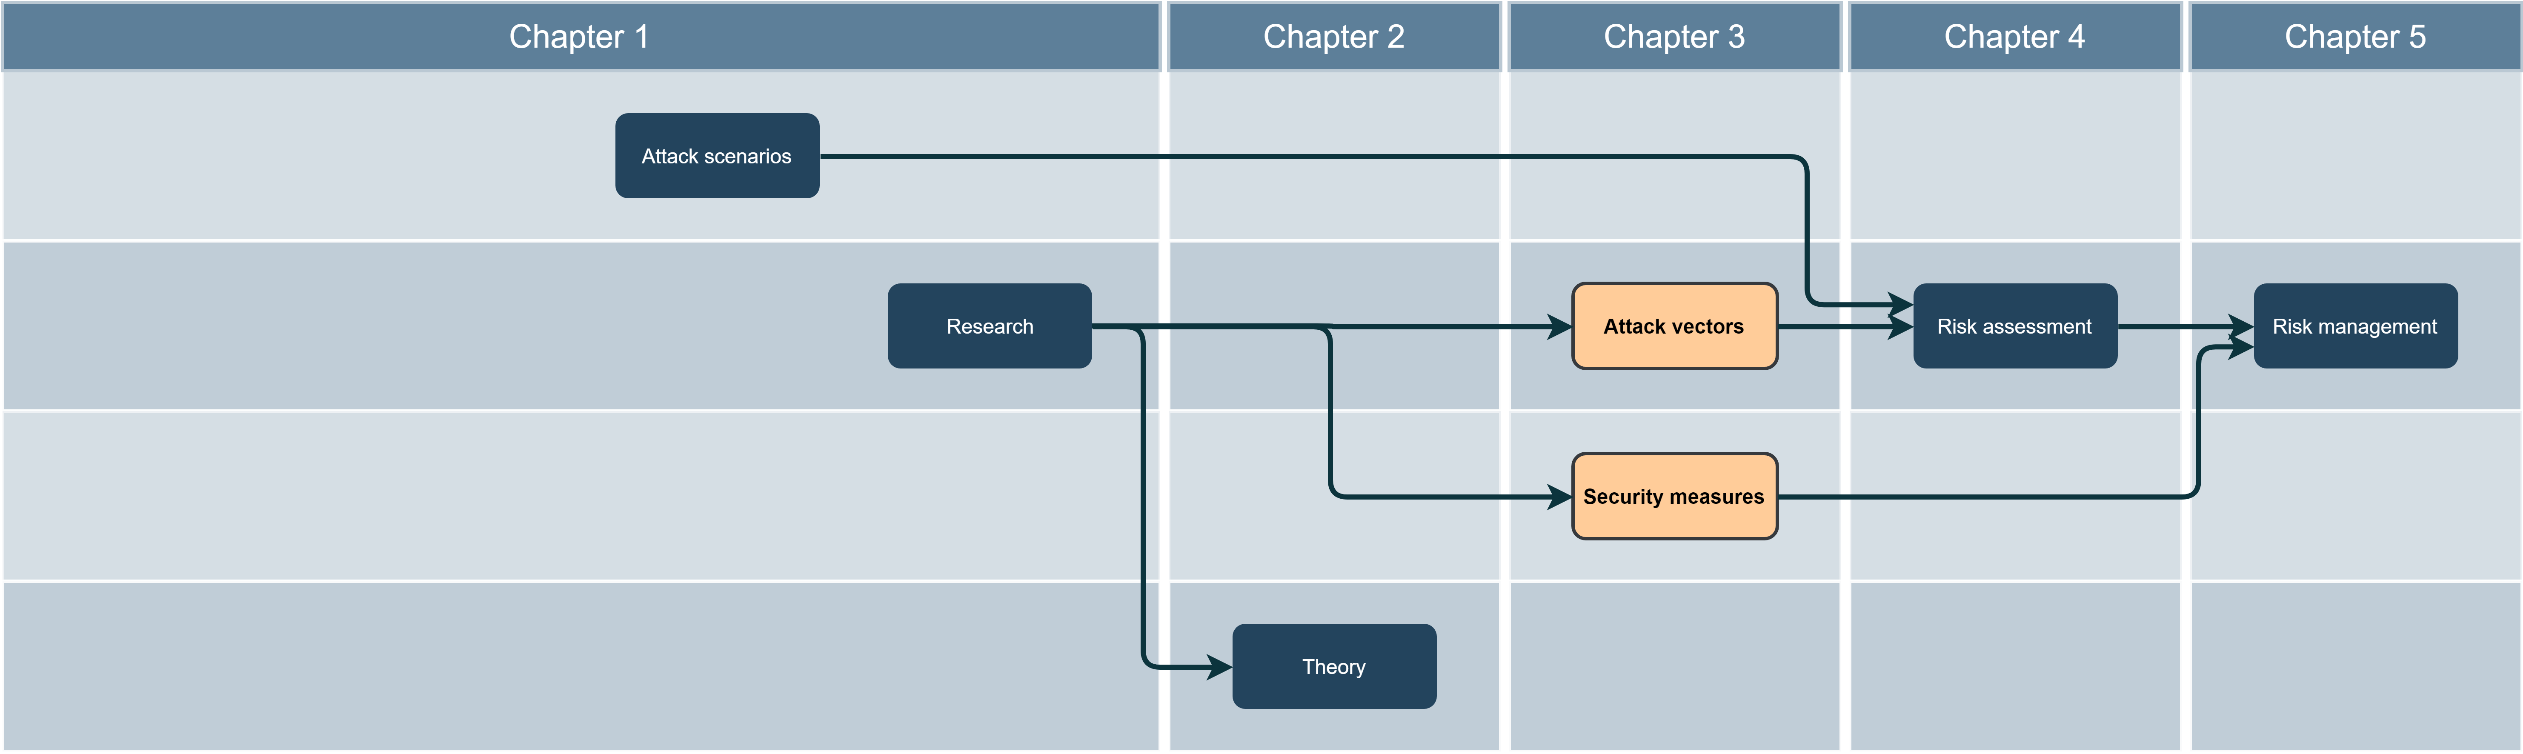 Chapter 1
Chapter 2
Chapter 3
Chapter 4
Chapter 5
Attack scenarios
Research
Attack vectors
Risk assessment
Risk management
Security measures
Theory